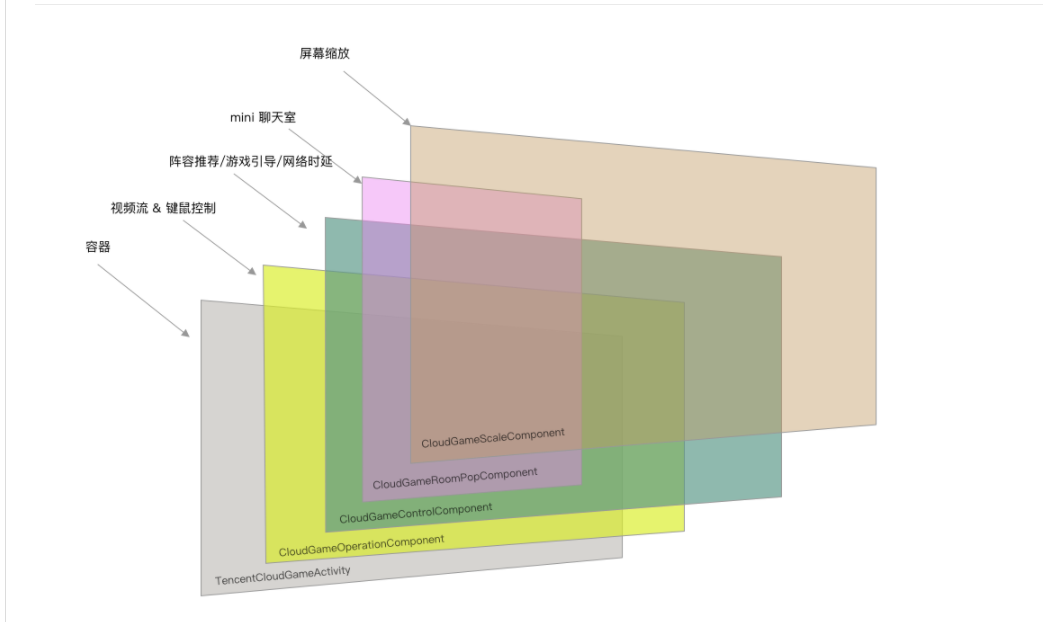 屏幕缩放
mini 聊天室
阵容推荐/游戏引导/网络时延
视频流 & 键鼠控制
容器
CloudGameScaleComponent
CloudGameRoomPopComponent
CloudGameControlComponent
CloudGameOperationComponent
TencentCloudGameActivity